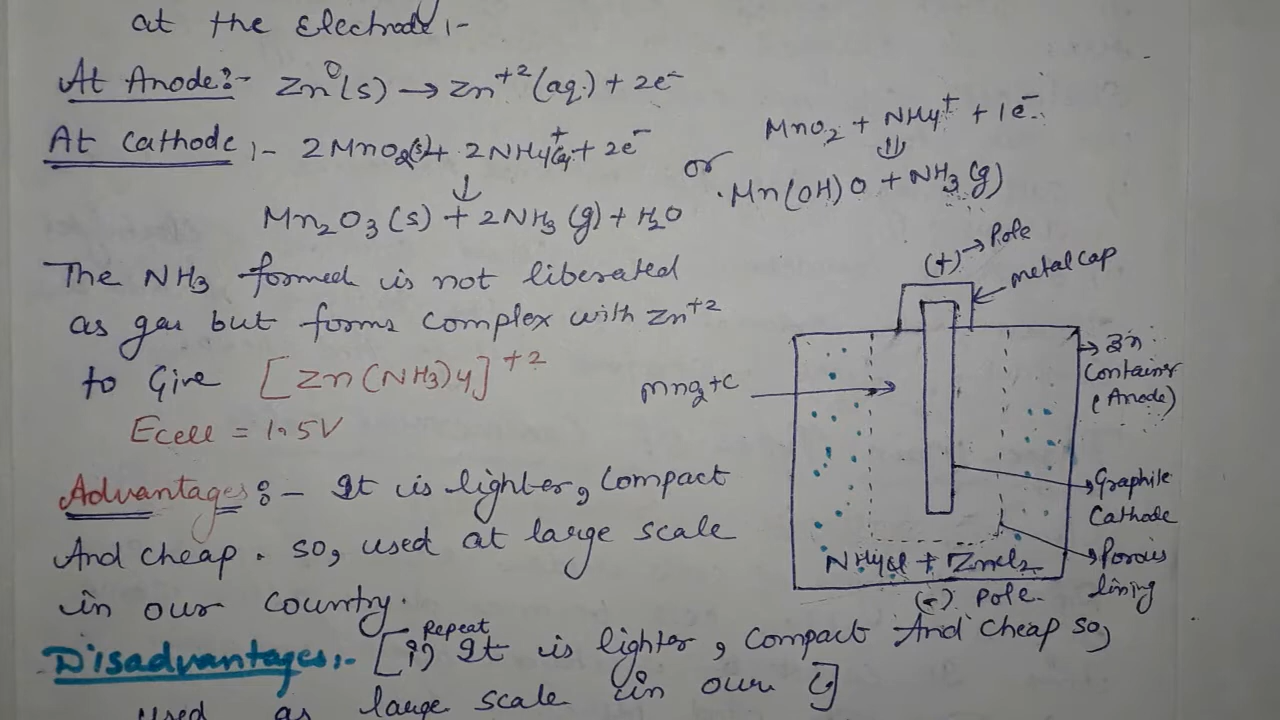 at the Electrode :-
At Anode :- Zn⁰(s) → Zn⁺²(aq.) + 2e⁻
At Cathode :- 2MnO₂(s) + 2NH₄⁺(aq) + 2e⁻
↓
Mn₂O₃(s) + 2NH₃(g) + H₂O
or
MnO₂ + NH₄⁺ + 1e⁻
⇓
Mn(OH)O + NH₃(g)
The NH₃ formed is not liberated
as gas but forms complex with Zn⁺²
to Give [Zn(NH₃)₄]⁺²
Ecell = 1.5V
Advantages :- It is lighter, Compact
And cheap. so, used at large scale
in our country.
(+) → Pole
metal cap
Zn
Container
(Anode)
MnO₂+C
Graphite
Cathode
Porous
lining
NH₄Cl + ZnCl₂
(-) Pole.
Repeat
Disadvantages :- [i) It is lighter, compact And cheap so,
used as large scale in our